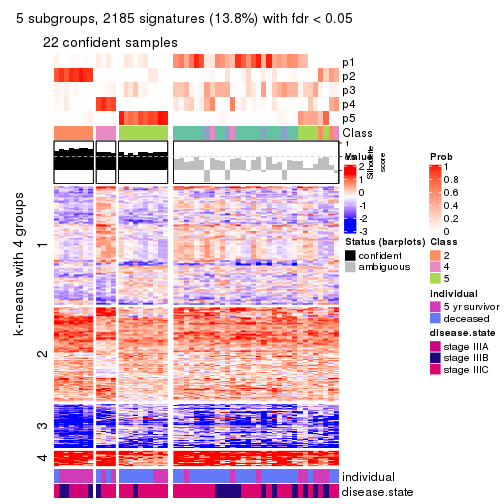 5 subgroups, 2185 signatures (13.8%) with fdr < 0.05
22 confident samples
p1
p2
p3
p4
p5
Class
1
Silhouette
score
k-means with 4 groups
1
2
3
4
individual
disease.state
Value
2
1
0
-1
-2
-3
Status (barplots)
confident
ambiguous
Prob
1
0.8
0.6
0.4
0.2
0
Class
2
4
5
individual
5 yr survivor
deceased
disease.state
stage IIIA
stage IIIB
stage IIIC